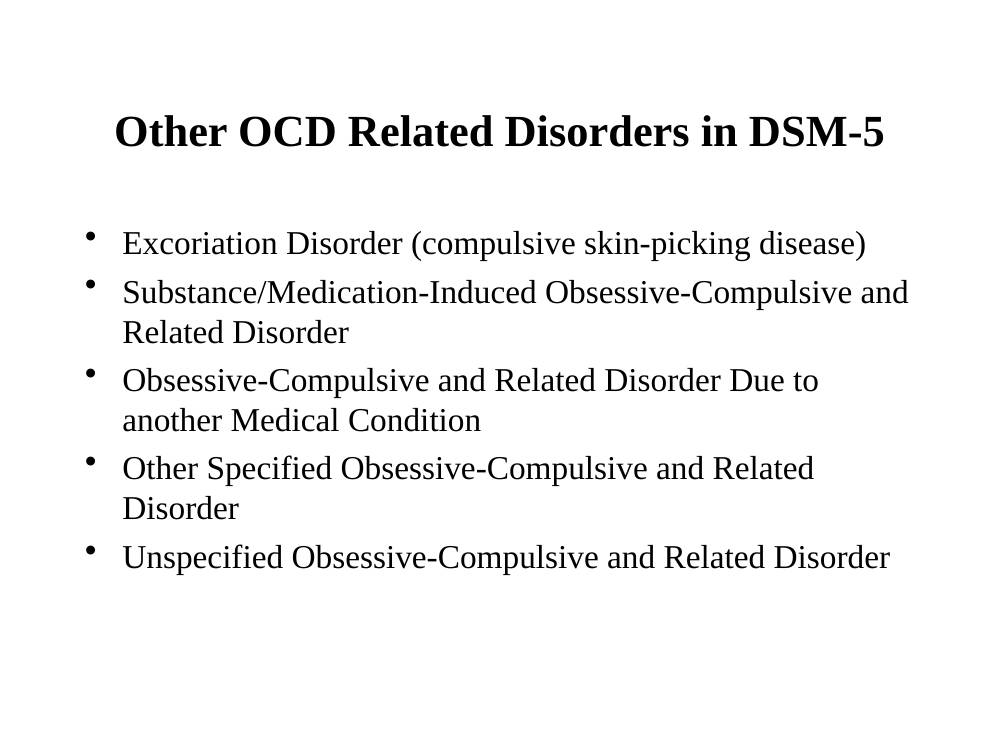 Other OCD Related Disorders in DSM-5
• Excoriation Disorder (compulsive skin-picking disease)
• Substance/Medication-Induced Obsessive-Compulsive and
Related Disorder
• Obsessive-Compulsive and Related Disorder Due to
another Medical Condition
• Other Specified Obsessive-Compulsive and Related
Disorder
• Unspecified Obsessive-Compulsive and Related Disorder